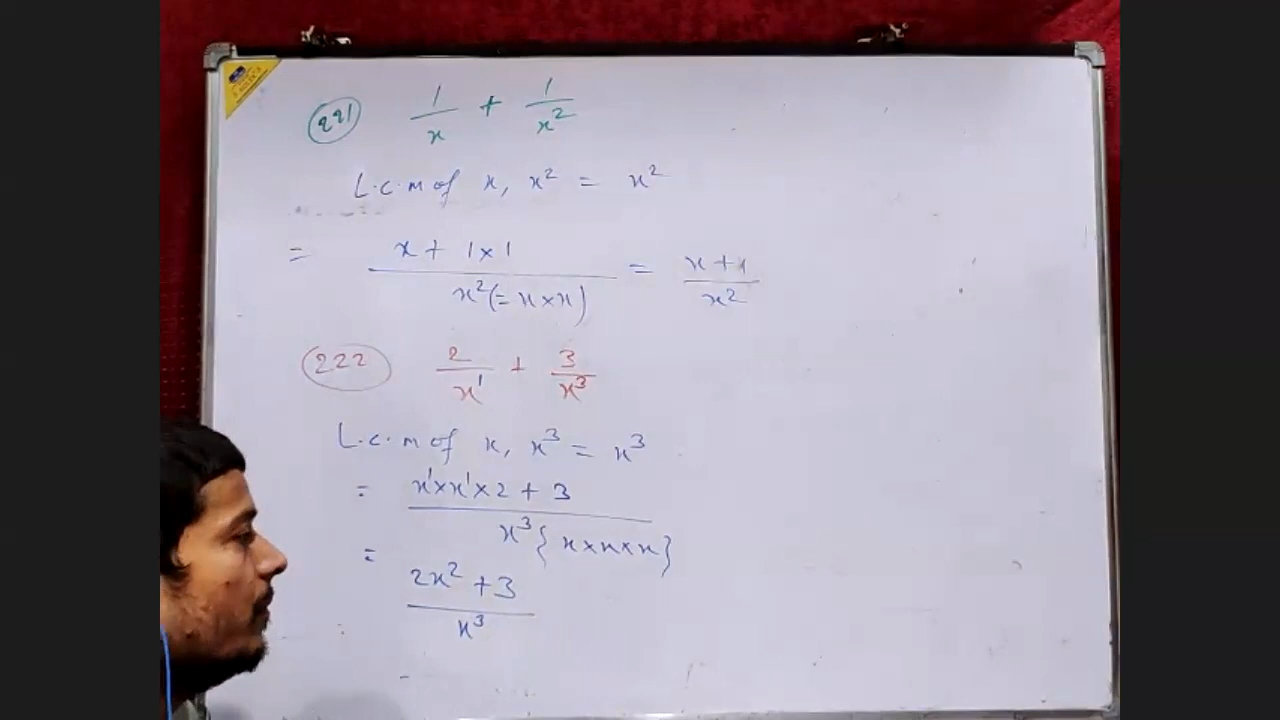 221 1/x + 1/x²
L.C.M of x, x² = x²
= x + 1×1 / x²(= x×x) = x+1 / x²
222 2/x¹ + 3/x³
L.C.M of x, x³ = x³
= x¹×x¹×2 + 3 / x³{x×x×x}
= 2x² + 3 / x³